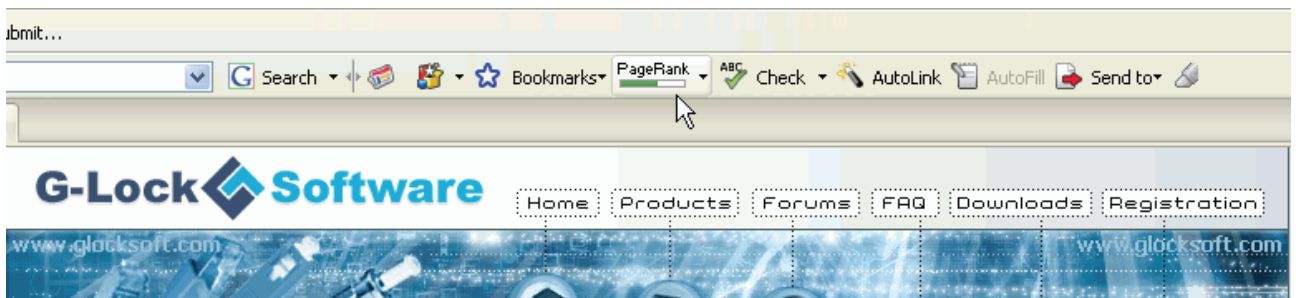 ubmit...
G Search PageRank Bookmarks ABC Check AutoLink AutoFill Send to
G-Lock Software
Home Products Forums FAQ Downloads Registration
www.glocksoft.com www.glocksoft.com